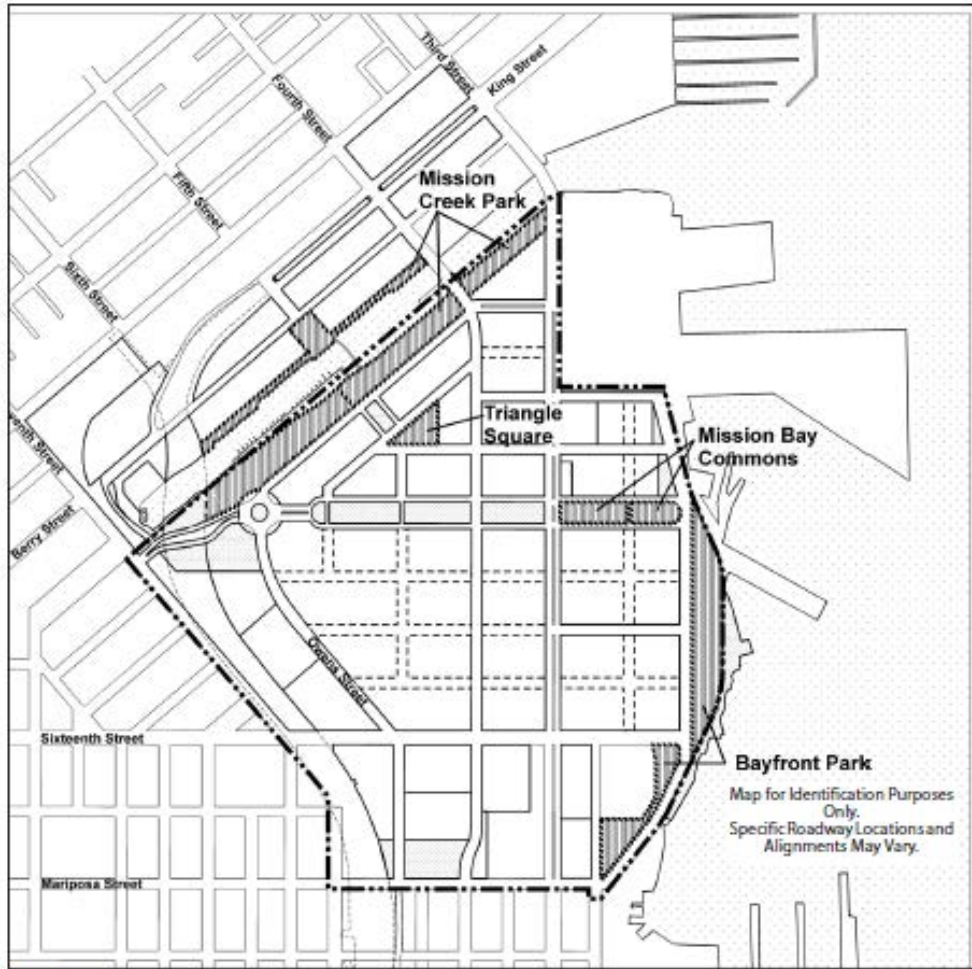 Third Street
King Street
Fourth Street
Mission
Creek Park
Fifth Street
Sixth Street
Triangle
Square
Mission Bay
Commons
venth Street
Berry Street
Owens Street
Sixteenth Street
Bayfront Park
Map for Identification Purposes
Only.
Specific Roadway Locations and
Alignments May Vary.
Mariposa Street